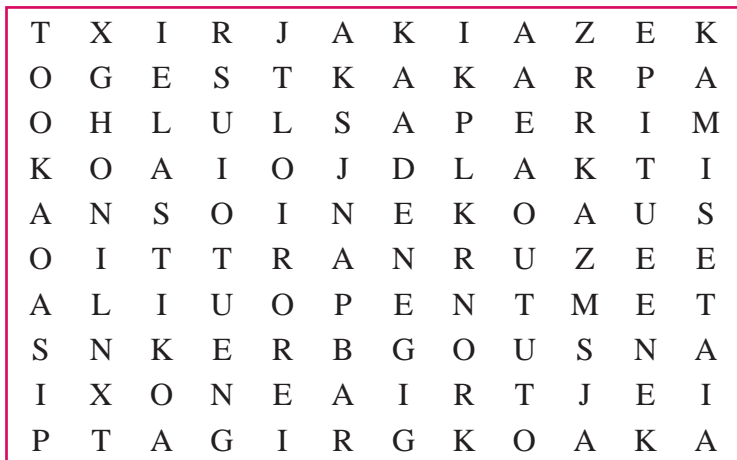 T X I R J A K I A Z E K
O G E S T K A K A R P A
O H L U L S A P E R I M
K O A I O J D L A K T I
A N S O I N E K O A U S
O I T T R A N R U Z E E
A L I U O P E N T M E T
S N K E R B G O U S N A
I X O N E A I R T J E I
P T A G I R G K O A K A